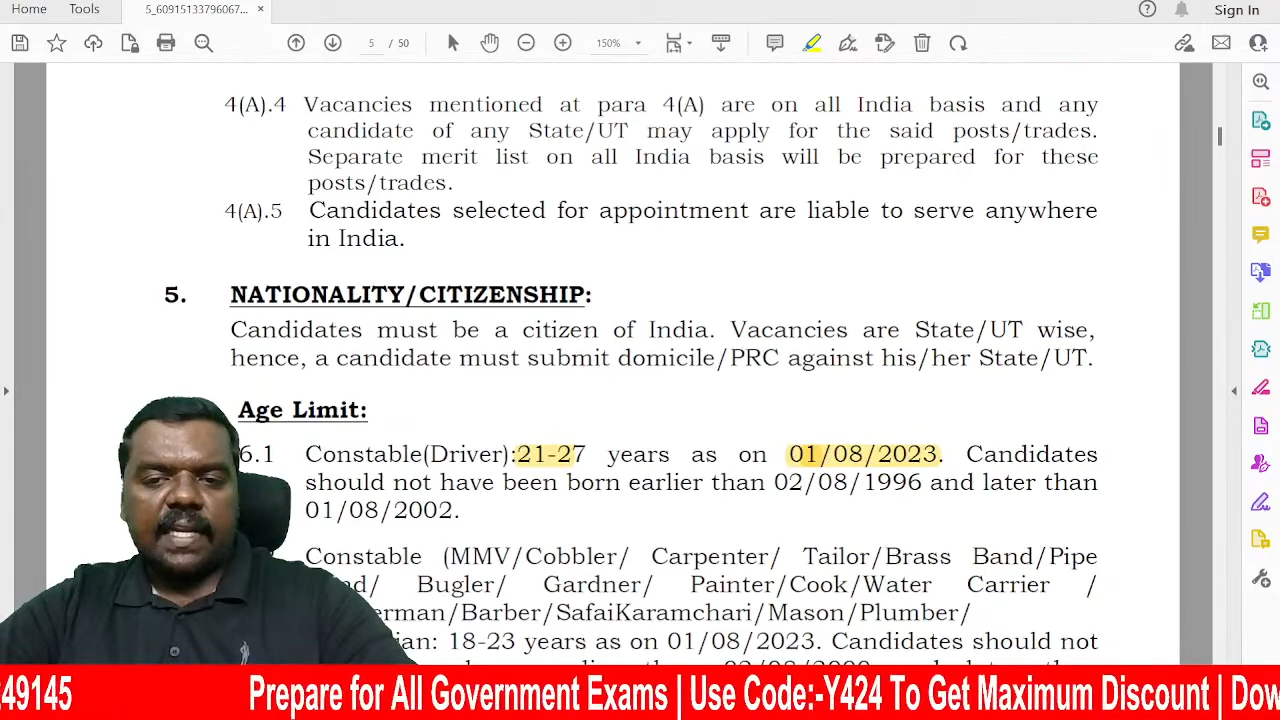 Home Tools 5_60915133796067... × Sign In
5 / 50 150%
4(A).4 Vacancies mentioned at para 4(A) are on all India basis and any
candidate of any State/UT may apply for the said posts/trades.
Separate merit list on all India basis will be prepared for these
posts/trades.
4(A).5 Candidates selected for appointment are liable to serve anywhere
in India.
5. NATIONALITY/CITIZENSHIP:
Candidates must be a citizen of India. Vacancies are State/UT wise,
hence, a candidate must submit domicile/PRC against his/her State/UT.
Age Limit:
6.1 Constable(Driver):21-27 years as on 01/08/2023. Candidates
should not have been born earlier than 02/08/1996 and later than
01/08/2002.
Constable (MMV/Cobbler/ Carpenter/ Tailor/Brass Band/Pipe
/ Bugler/ Gardner/ Painter/Cook/Water Carrier /
erman/Barber/SafaiKaramchari/Mason/Plumber/
ian: 18-23 years as on 01/08/2023. Candidates should not
249145 Prepare for All Government Exams | Use Code:-Y424 To Get Maximum Discount | Dow